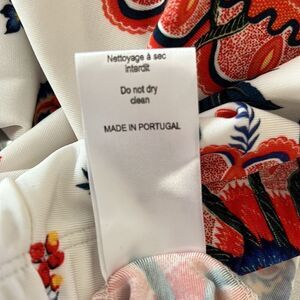 Nettoyage à sec
interdit
Do not dry
clean
MADE IN PORTUGAL